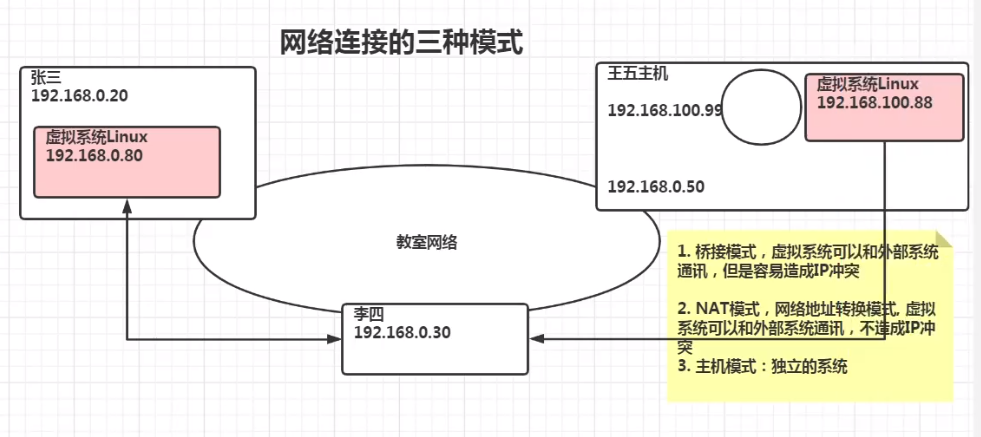 网络连接的三种模式
张三
192.168.0.20
虚拟系统Linux
192.168.0.80
王五主机
192.168.100.99
虚拟系统Linux
192.168.100.88
192.168.0.50
教室网络
李四
192.168.0.30
1. 桥接模式，虚拟系统可以和外部系统
通讯，但是容易造成IP冲突
2. NAT模式，网络地址转换模式, 虚拟
系统可以和外部系统通讯，不造成IP冲
突
3. 主机模式：独立的系统